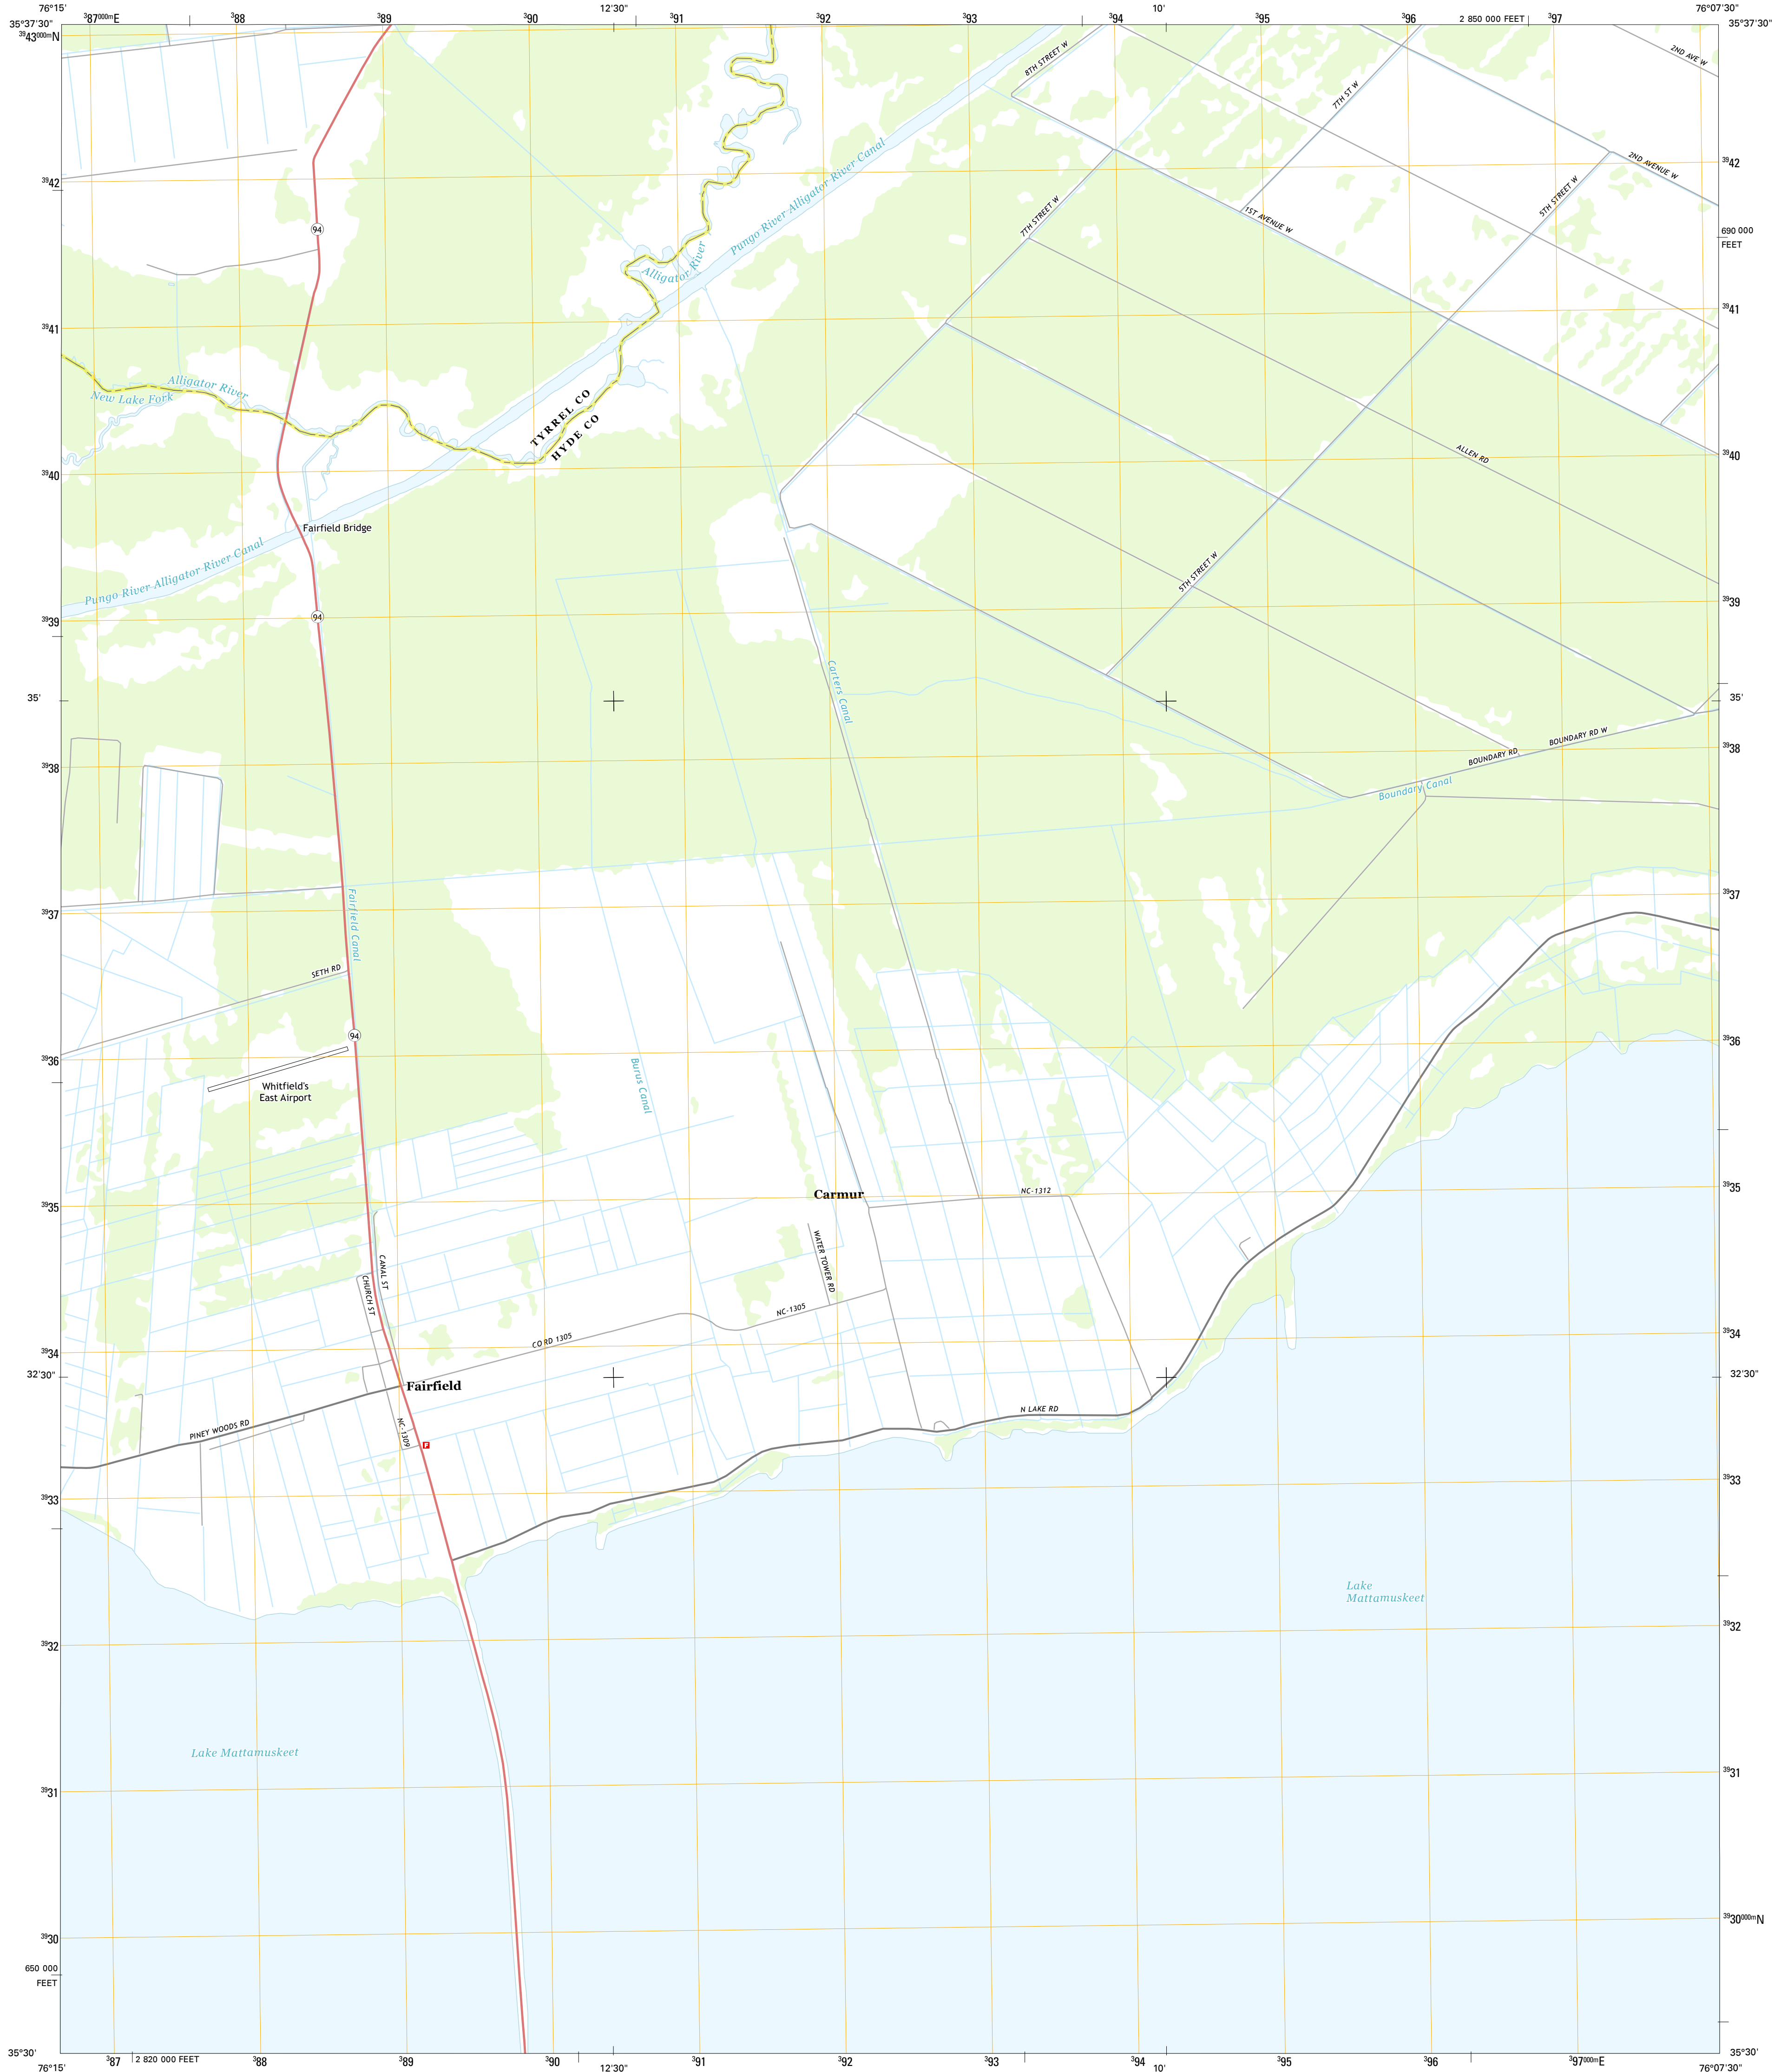 76°15'
³87⁰⁰⁰ᵐE
³88
³89
³90
12'30"
³91
³92
³93
³94
10'
³95
³96
2 850 000 FEET
³97
76°07'30"
35°37'30"
35°37'30"
³⁹43⁰⁰⁰ᵐN
8TH STREET W
2ND AVE W
7TH ST W
³⁹42
³⁹42
2ND AVENUE W
Pungo River Alligator River Canal
5TH STREET W
7TH STREET W
1ST AVENUE W
94
690 000
FEET
Alligator River
³⁹41
³⁹41
Alligator River
New Lake Fork
TYRREL CO
HYDE CO
ALLEN RD
³⁹40
³⁹40
Fairfield Bridge
Pungo River Alligator River Canal
5TH STREET W
94
³⁹39
³⁹39
Carters Canal
35'
35'
BOUNDARY RD W
BOUNDARY RD
³⁹38
³⁹38
Boundary Canal
³⁹37
³⁹37
Fairfield Canal
SETH RD
94
³⁹36
³⁹36
Whitfield's
East Airport
Burus Canal
Carmur
NC-1312
³⁹35
³⁹35
WATER TOWER RD
CANAL ST
CHURCH ST
NC-1305
CO RD 1305
³⁹34
³⁹34
32'30"
32'30"
Fairfield
N LAKE RD
PINEY WOODS RD
NC-1309
F
³⁹33
³⁹33
Lake
Mattamuskeet
³⁹32
³⁹32
Lake Mattamuskeet
³⁹31
³⁹31
³⁹30
³⁹30⁰⁰⁰ᵐN
650 000
FEET
35°30'
35°30'
76°15'
³87
2 820 000 FEET
³88
³89
³90
12'30"
³91
³92
³93
³94
10'
³95
³96
³97⁰⁰⁰ᵐE
76°07'30"